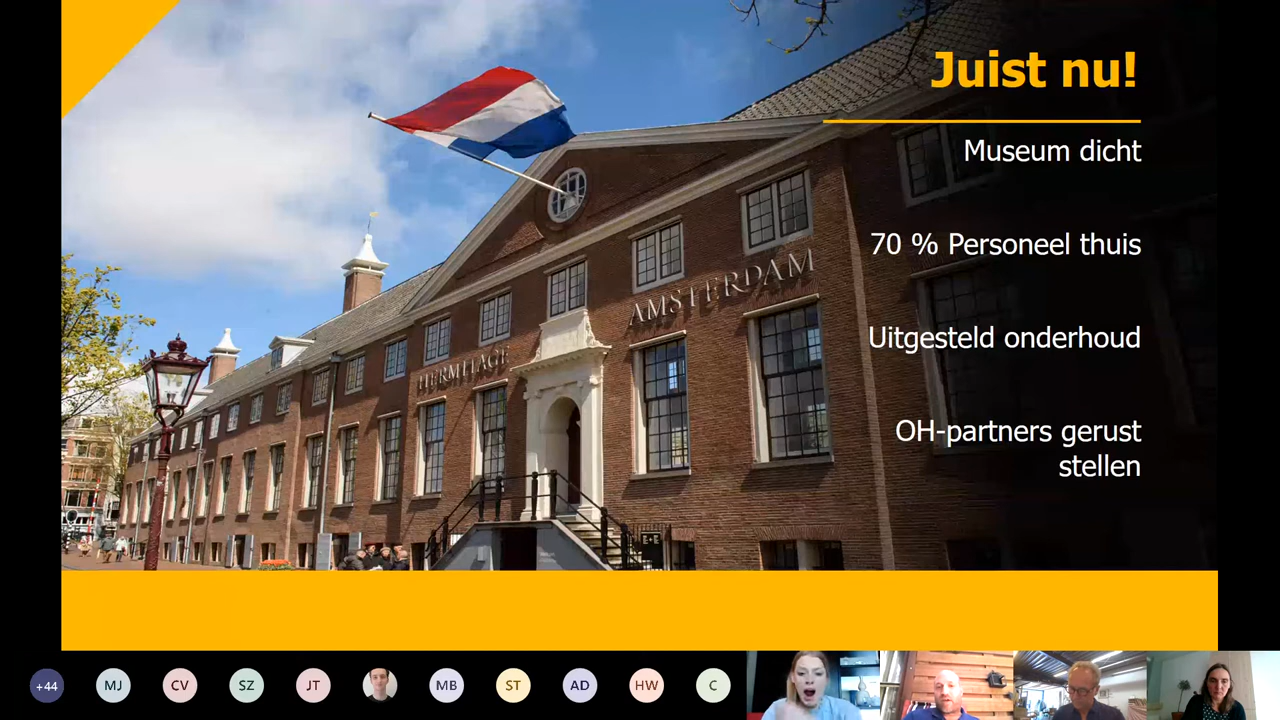 Juist nu!
Museum dicht
70 % Personeel thuis
Uitgesteld onderhoud
OH-partners gerust
stellen
HERMITAGE
AMSTERDAM
+44
MJ
CV
SZ
JT
MB
ST
AD
HW
C